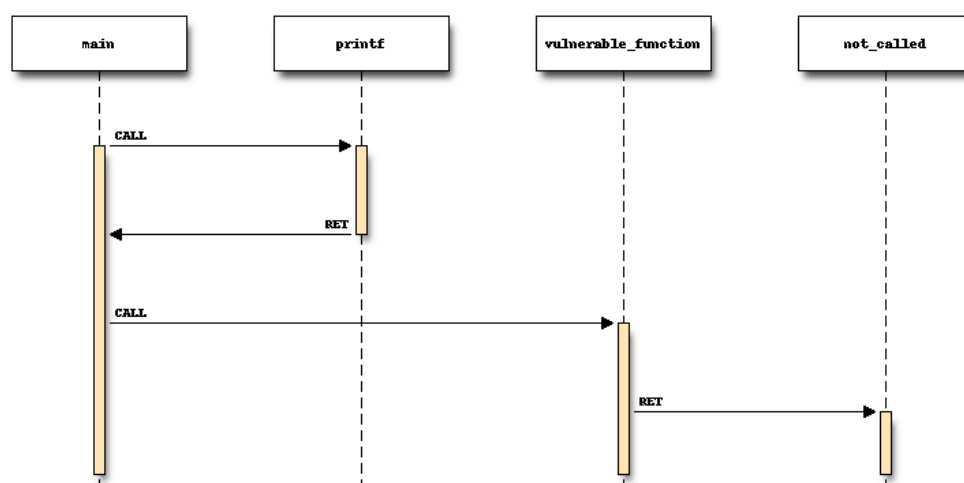 main
printf
vulnerable_function
not_called
CALL
RET
CALL
RET